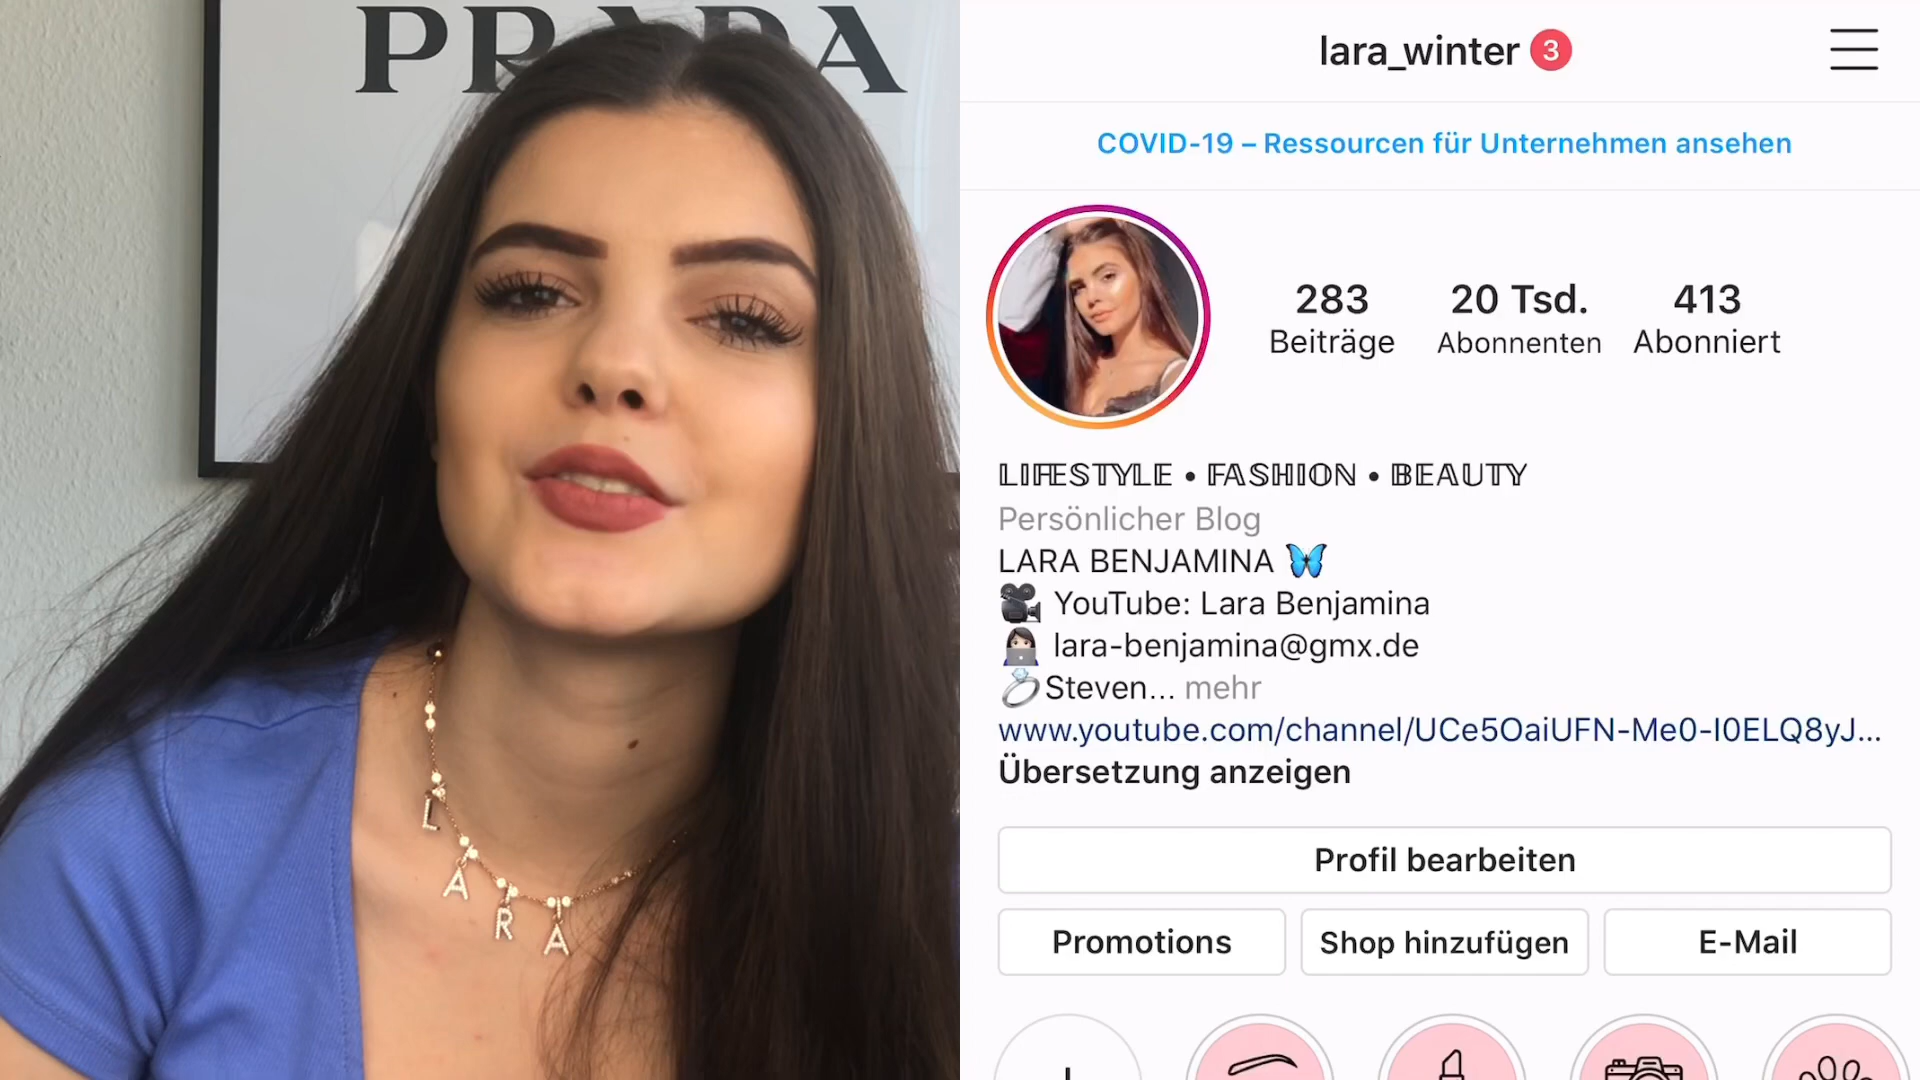 PRADA
LARA
lara_winter 3
COVID-19 – Ressourcen für Unternehmen ansehen
283 20 Tsd. 413
Beiträge Abonnenten Abonniert
𝕃𝕀𝔽𝔼𝕊𝕋𝕐𝕃𝔼 • 𝔽𝔸𝕊ℍ𝕀𝕆ℕ • 𝔹𝔼𝔸𝕌𝕋𝕐
Persönlicher Blog
LARA BENJAMINA 🦋
🎥 YouTube: Lara Benjamina
👩🏻‍💻 lara-benjamina@gmx.de
💍Steven... mehr
www.youtube.com/channel/UCe5OaiUFN-Me0-I0ELQ8yJ...
Übersetzung anzeigen
Profil bearbeiten
Promotions Shop hinzufügen E-Mail